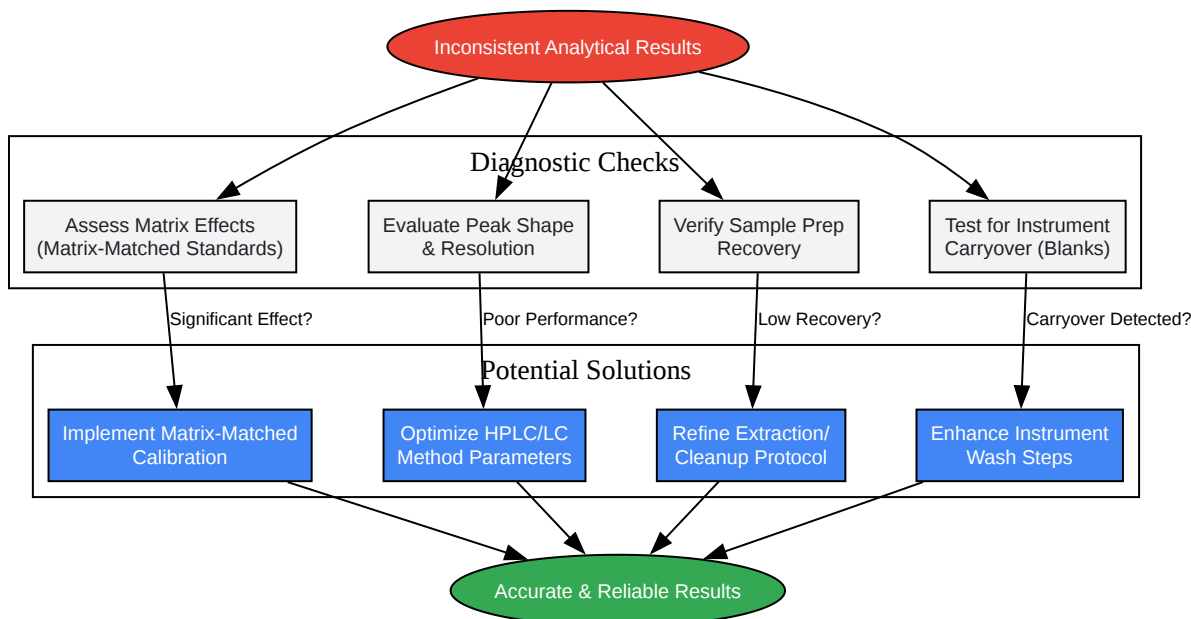 Inconsistent Analytical Results
Diagnostic Checks
Assess Matrix Effects
(Matrix-Matched Standards)
Evaluate Peak Shape
& Resolution
Verify Sample Prep
Recovery
Test for Instrument
Carryover (Blanks)
Significant Effect?
Poor Performance?
Low Recovery?
Carryover Detected?
Potential Solutions
Implement Matrix-Matched
Calibration
Optimize HPLC/LC
Method Parameters
Refine Extraction/
Cleanup Protocol
Enhance Instrument
Wash Steps
Accurate & Reliable Results